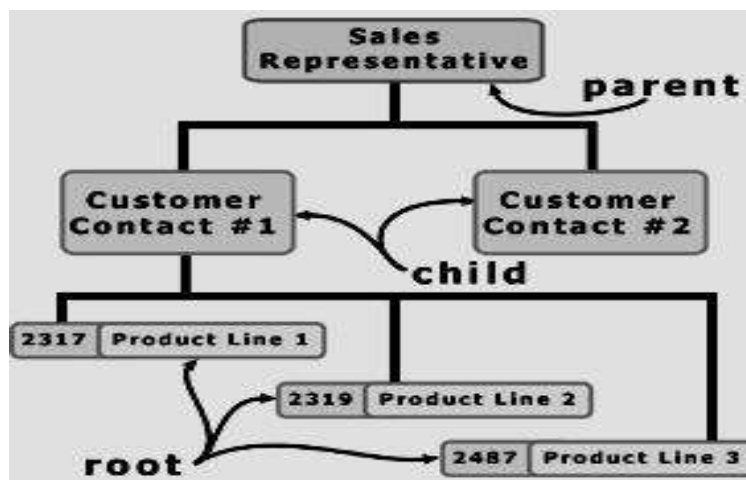 Sales
Representative
parent
Customer
Contact #1
Customer
Contact #2
child
2317 Product Line 1
2319 Product Line 2
root
2487 Product Line 3